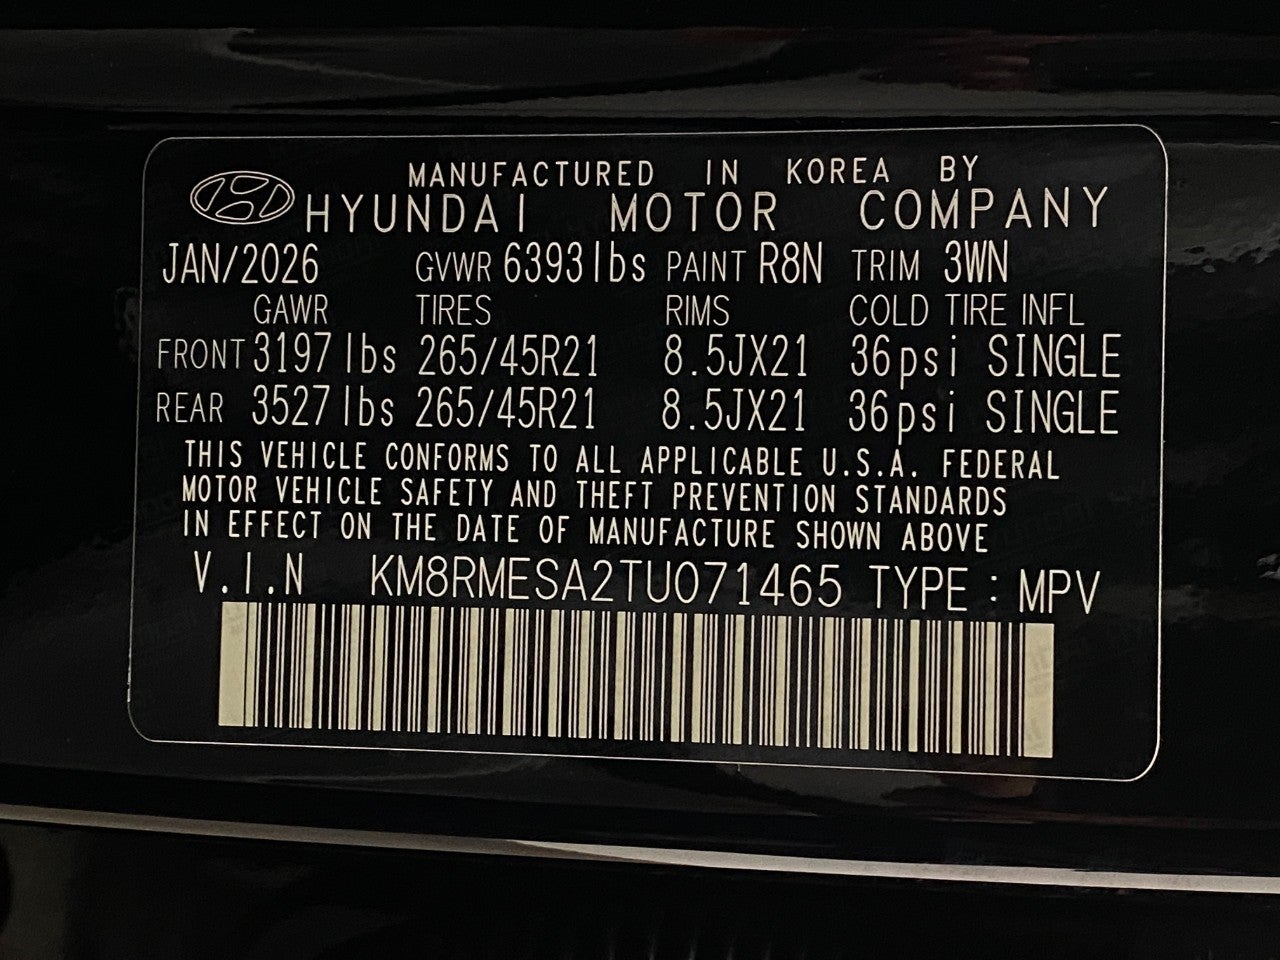 MANUFACTURED IN KOREA BY
HYUNDAI MOTOR COMPANY
JAN/2026 GVWR 6393lbs PAINT R8N TRIM 3WN
GAWR TIRES RIMS COLD TIRE INFL
FRONT 3197lbs 265/45R21 8.5JX21 36psi SINGLE
REAR 3527lbs 265/45R21 8.5JX21 36psi SINGLE
THIS VEHICLE CONFORMS TO ALL APPLICABLE U.S.A. FEDERAL
MOTOR VEHICLE SAFETY AND THEFT PREVENTION STANDARDS
IN EFFECT ON THE DATE OF MANUFACTURE SHOWN ABOVE
V.I.N KM8RMESA2TU071465 TYPE : MPV